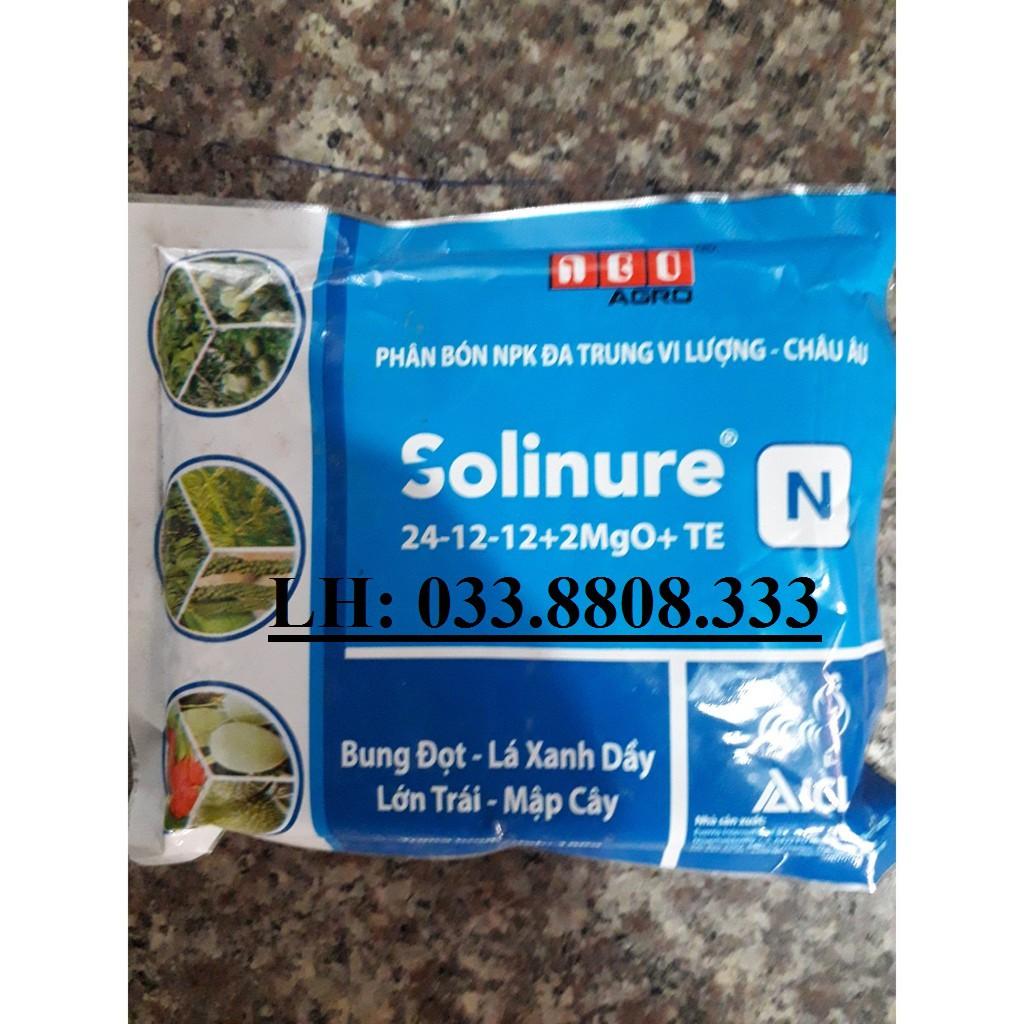 AGRO
PHÂN BÓN NPK ĐA TRUNG VI LƯỢNG - CHÂU ÂU
Solinure®
N
24-12-12+2MgO+ TE
LH: 033.8808.333
Bung Đọt - Lá Xanh Dầy
Lớn Trái - Mập Cây
Nhà sản xuất: